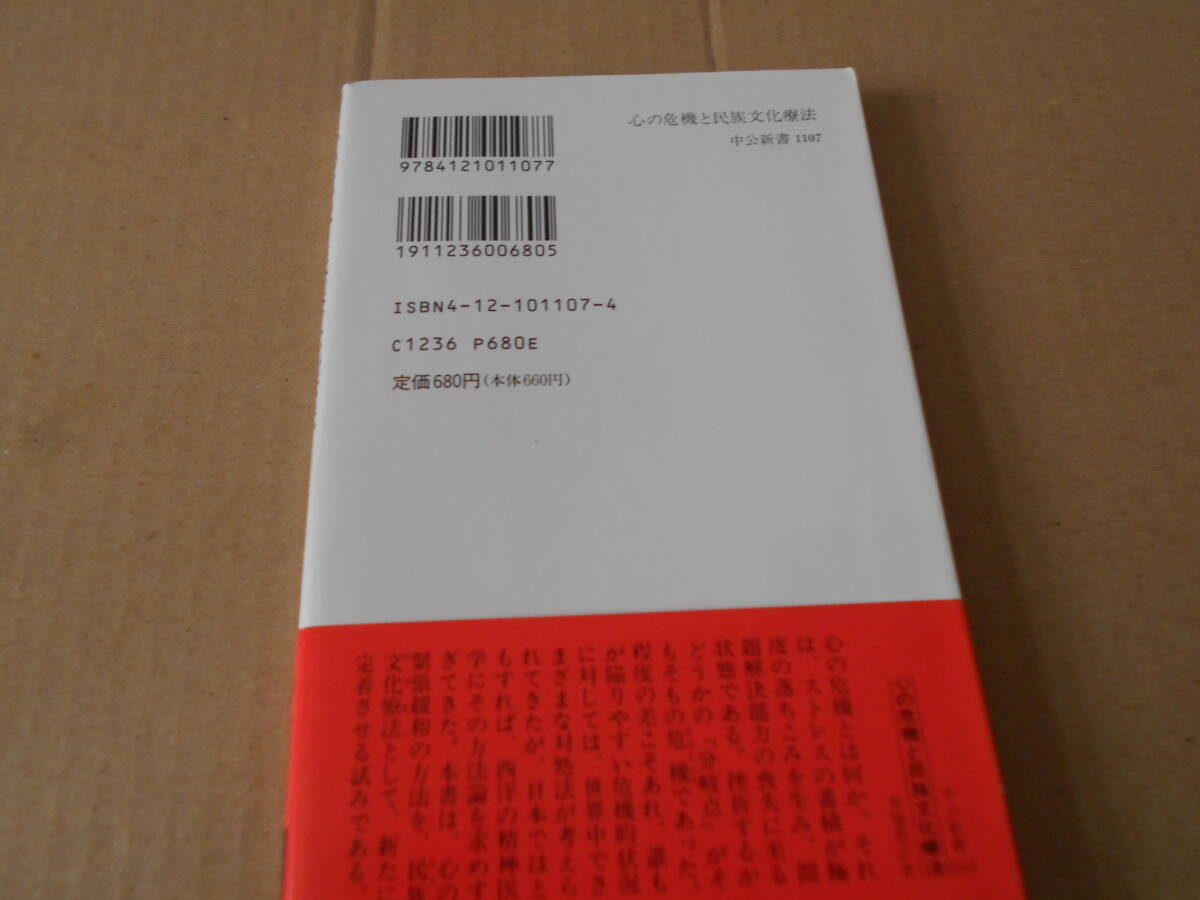 心の危機と民族文化療法
中公新書 1107
9784121011077
1911236006805
ISBN4-12-101107-4
C1236 P680E
定価680円(本体660円)
心の危機と民族文化療法
心の危機とは何か。それ
は、ストレスの蓄積が極
度の落ちこみを生み、問
題解決能力の喪失に至る
状態である。挫折するか
どうかの「分岐点」がそ
もそもの危、機であった。
程度の差こそあれ、誰も
が陥りやすい危機的状況
に対しては、世界中でさ
まざまな対処法が考えら
れてきたが、日本ではと
もすれば、西洋の精神医
学にその方法論を求めす
ぎてきた。本書は、心の
緊張緩和の方法を、民族
文化療法として、新たに
定着させる試みである。